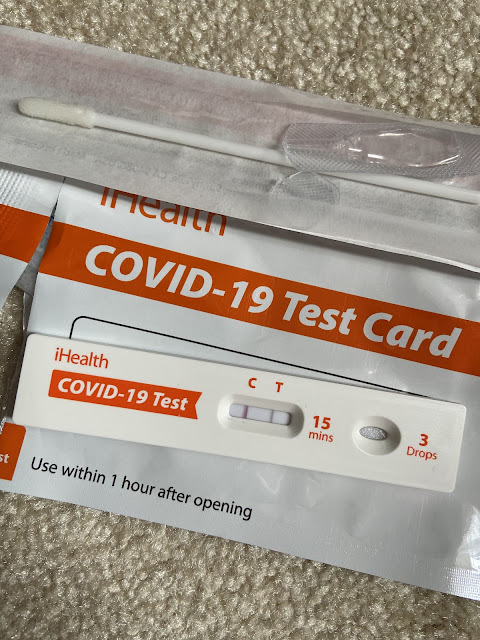 iHealth
COVID-19 Test Card
iHealth
COVID-19 Test
C T
15
mins
3
Drops
st
Use within 1 hour after opening